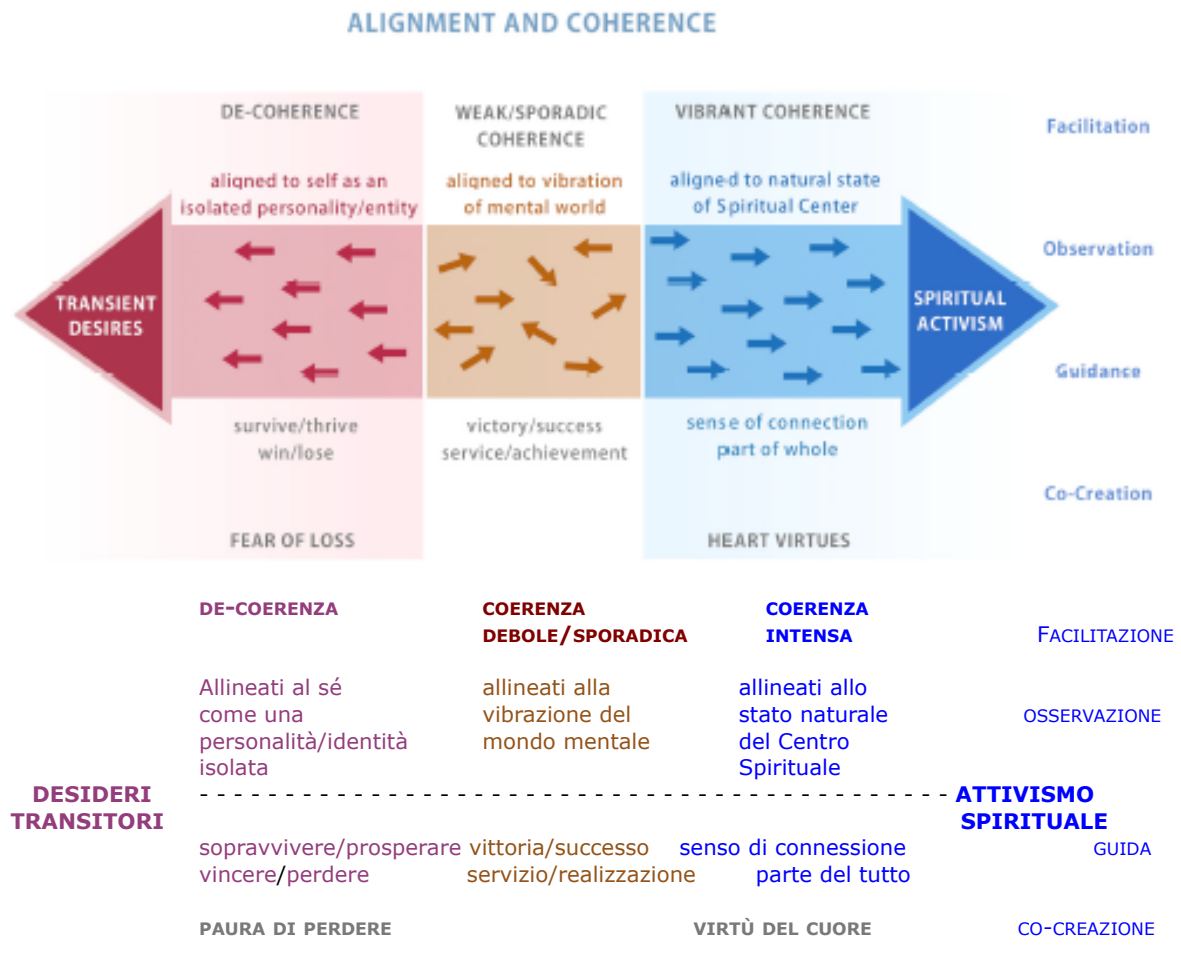 ALIGNMENT AND COHERENCE
DE-COHERENCE
WEAK/SPORADIC
COHERENCE
VIBRANT COHERENCE
Facilitation
aligned to self as an
isolated personality/entity
aligned to vibration
of mental world
aligned to natural state
of Spiritual Center
Observation
TRANSIENT
DESIRES
SPIRITUAL
ACTIVISM
Guidance
survive/thrive
win/lose
victory/success
service/achievement
sense of connection
part of whole
Co-Creation
FEAR OF LOSS
HEART VIRTUES
DE-COERENZA
COERENZA
DEBOLE/SPORADICA
COERENZA
INTENSA
FACILITAZIONE
Allineati al sé
come una
personalità/identità
isolata
allineati alla
vibrazione del
mondo mentale
allineati allo
stato naturale
del Centro
Spirituale
OSSERVAZIONE
DESIDERI
TRANSITORI
- - - - - - - - - - - - - - - - - - - - - - - - - - - - - - - - - - - - - - - - - - - -
ATTIVISMO
SPIRITUALE
sopravvivere/prosperare
vincere/perdere
vittoria/successo
servizio/realizzazione
senso di connessione
parte del tutto
GUIDA
PAURA DI PERDERE
VIRTÙ DEL CUORE
CO-CREAZIONE